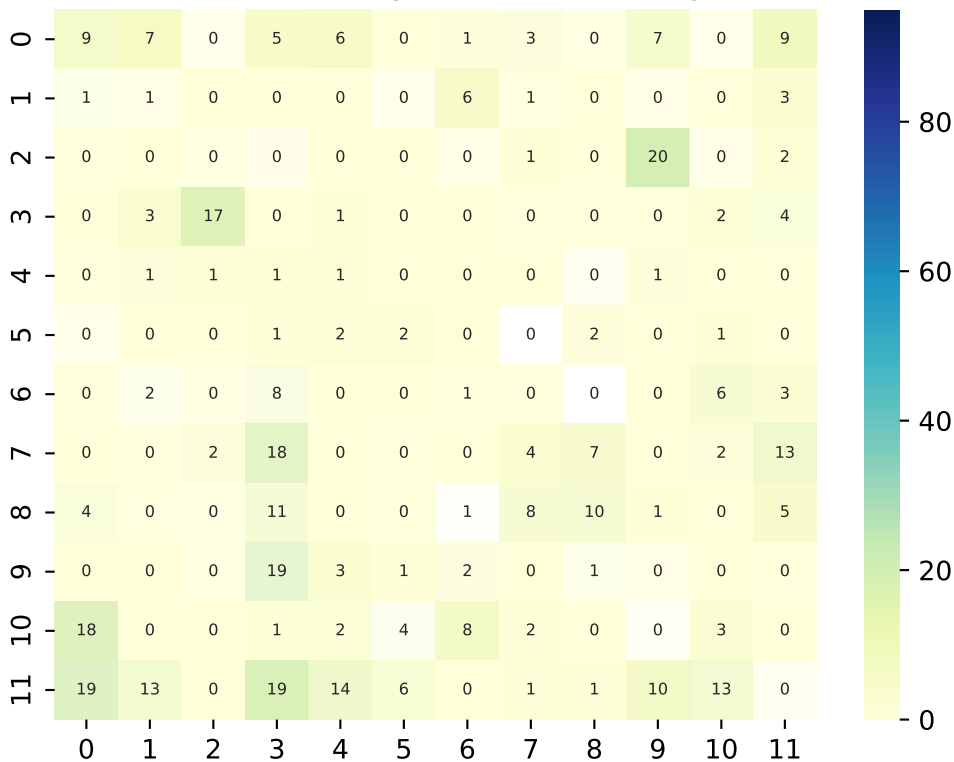 0 9 7 0 5 6 0 1 3 0 7 0 9
1 1 1 0 0 0 0 6 1 0 0 0 3 80
2 0 0 0 0 0 0 0 1 0 20 0 2
3 0 3 17 0 1 0 0 0 0 0 2 4
4 0 1 1 1 1 0 0 0 0 1 0 0 60
5 0 0 0 1 2 2 0 0 2 0 1 0
6 0 2 0 8 0 0 1 0 0 0 6 3 40
7 0 0 2 18 0 0 0 4 7 0 2 13
8 4 0 0 11 0 0 1 8 10 1 0 5
9 0 0 0 19 3 1 2 0 1 0 0 0 20
10 18 0 0 1 2 4 8 2 0 0 3 0
11 19 13 0 19 14 6 0 1 1 10 13 0 0
0 1 2 3 4 5 6 7 8 9 10 11